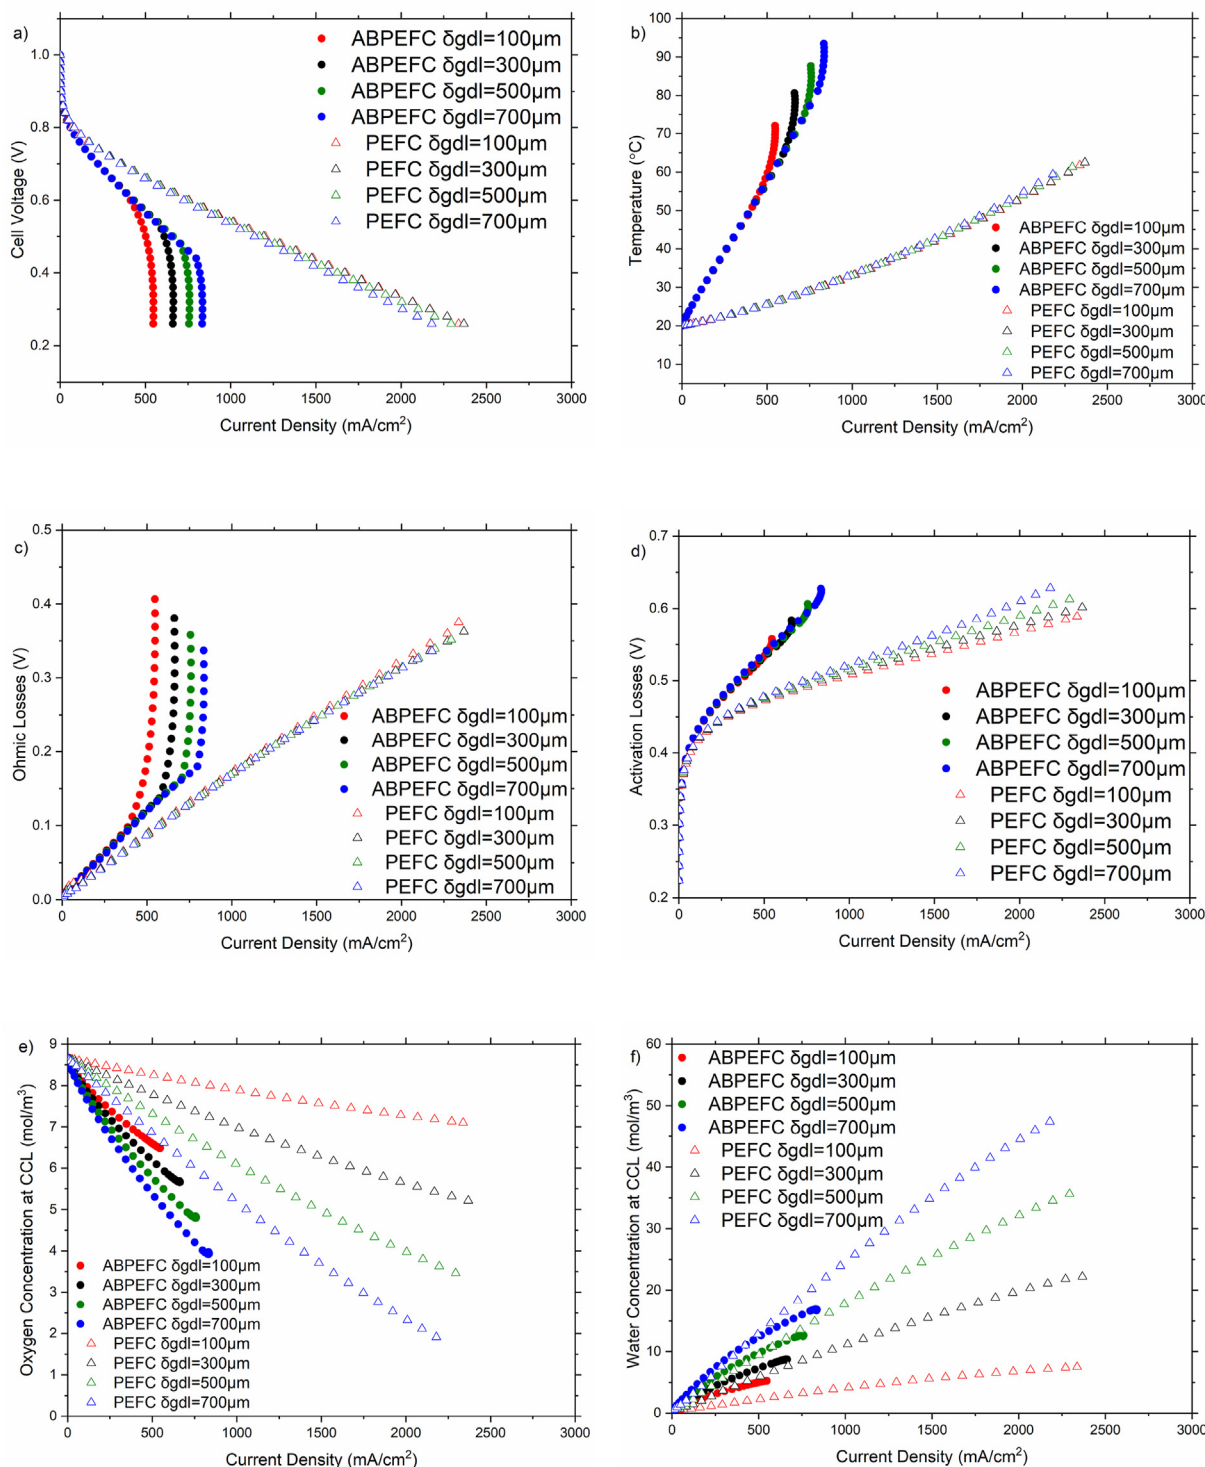 a)
ABPEFC δgdl=100µm
ABPEFC δgdl=300µm
ABPEFC δgdl=500µm
ABPEFC δgdl=700µm
PEFC δgdl=100µm
PEFC δgdl=300µm
PEFC δgdl=500µm
PEFC δgdl=700µm
1.0
0.8
0.6
0.4
0.2
Cell Voltage (V)
0 500 1000 1500 2000 2500 3000
Current Density (mA/cm²)
b)
100
90
80
70
60
50
40
30
20
10
Temperature (°C)
ABPEFC δgdl=100µm
ABPEFC δgdl=300µm
ABPEFC δgdl=500µm
ABPEFC δgdl=700µm
PEFC δgdl=100µm
PEFC δgdl=300µm
PEFC δgdl=500µm
PEFC δgdl=700µm
0 500 1000 1500 2000 2500 3000
Current Density (mA/cm²)
c)
0.5
0.4
0.3
0.2
0.1
0.0
Ohmic Losses (V)
ABPEFC δgdl=100µm
ABPEFC δgdl=300µm
ABPEFC δgdl=500µm
ABPEFC δgdl=700µm
PEFC δgdl=100µm
PEFC δgdl=300µm
PEFC δgdl=500µm
PEFC δgdl=700µm
0 500 1000 1500 2000 2500 3000
Current Density (mA/cm²)
d)
0.7
0.6
0.5
0.4
0.3
0.2
Activation Losses (V)
ABPEFC δgdl=100µm
ABPEFC δgdl=300µm
ABPEFC δgdl=500µm
ABPEFC δgdl=700µm
PEFC δgdl=100µm
PEFC δgdl=300µm
PEFC δgdl=500µm
PEFC δgdl=700µm
0 500 1000 1500 2000 2500 3000
Current Density (mA/cm²)
e)
9
8
7
6
5
4
3
2
1
0
Oxygen Concentration at CCL (mol/m³)
ABPEFC δgdl=100µm
ABPEFC δgdl=300µm
ABPEFC δgdl=500µm
ABPEFC δgdl=700µm
PEFC δgdl=100µm
PEFC δgdl=300µm
PEFC δgdl=500µm
PEFC δgdl=700µm
0 500 1000 1500 2000 2500 3000
Current Density (mA/cm²)
f)
60
50
40
30
20
10
0
Water Concentration at CCL (mol/m³)
ABPEFC δgdl=100µm
ABPEFC δgdl=300µm
ABPEFC δgdl=500µm
ABPEFC δgdl=700µm
PEFC δgdl=100µm
PEFC δgdl=300µm
PEFC δgdl=500µm
PEFC δgdl=700µm
0 500 1000 1500 2000 2500 3000
Current Density (mA/cm²)